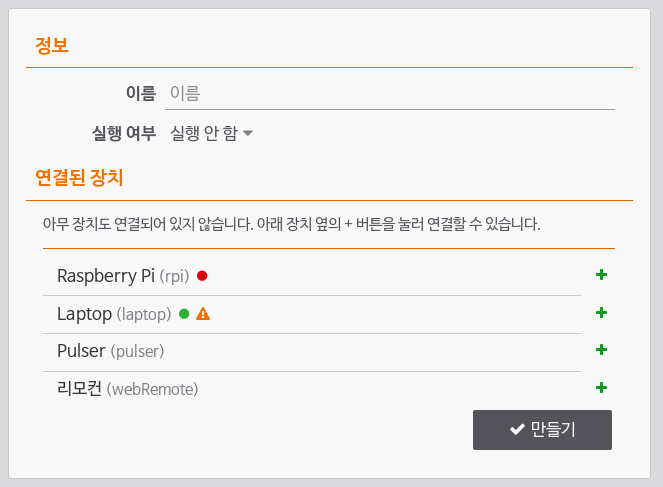 정보
이름 이름
실행 여부 실행 안 함
연결된 장치
아무 장치도 연결되어 있지 않습니다. 아래 장치 옆의 + 버튼을 눌러 연결할 수 있습니다.
Raspberry Pi (rpi)
Laptop (laptop)
Pulser (pulser)
리모컨 (webRemote)
만들기